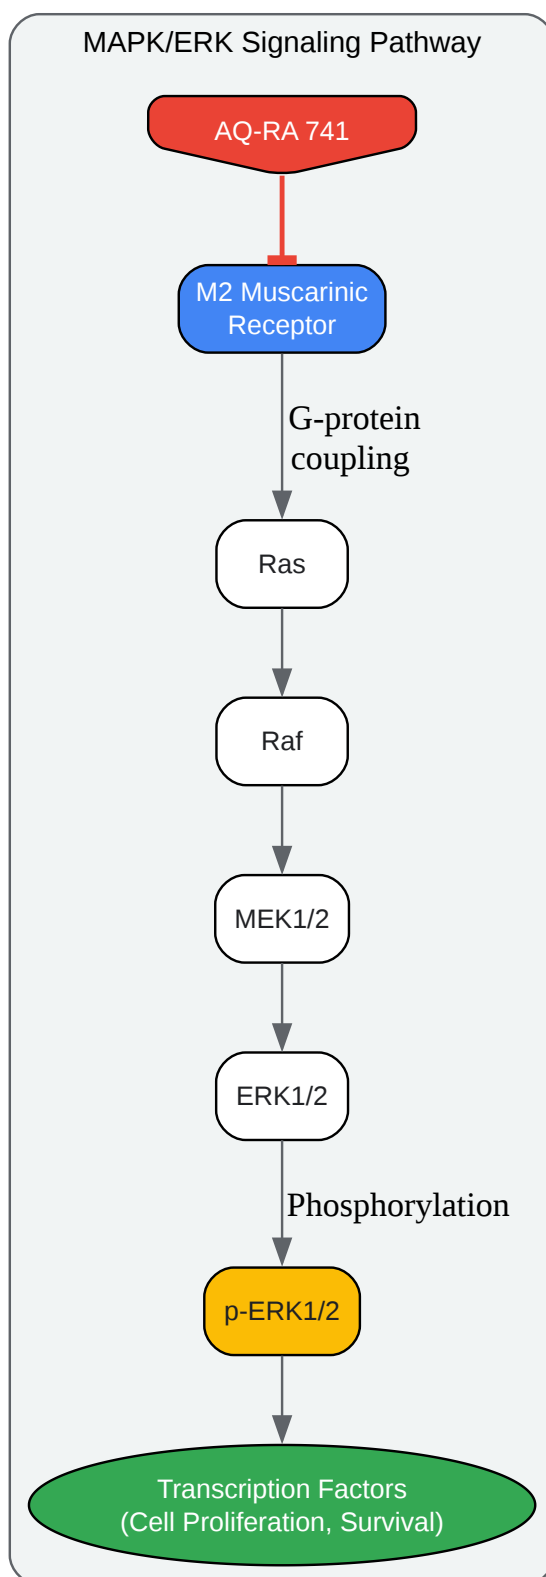 MAPK/ERK Signaling Pathway
AQ-RA 741
M2 Muscarinic
Receptor
G-protein
coupling
Ras
Raf
MEK1/2
ERK1/2
Phosphorylation
p-ERK1/2
Transcription Factors
(Cell Proliferation, Survival)